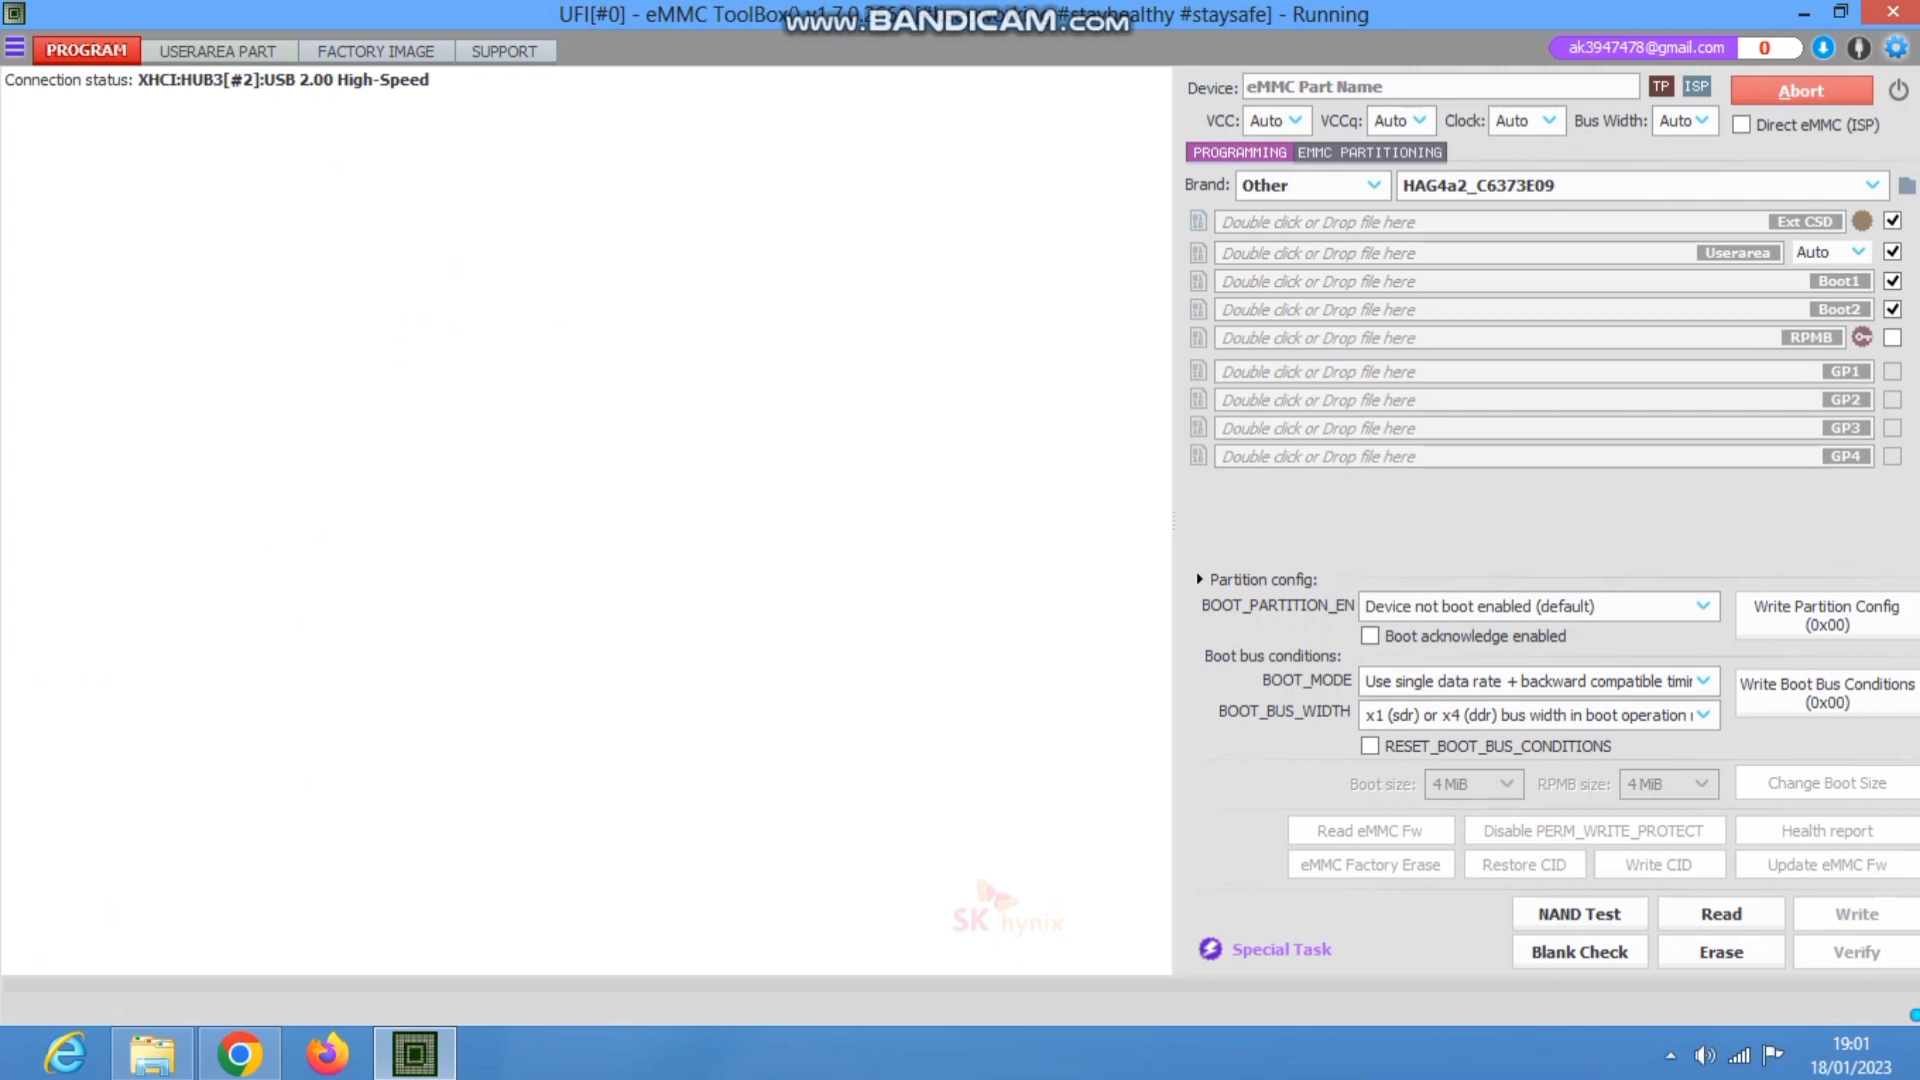 UFI[#0] - eMMC ToolBox() v1.7.0.2661 [#stayhealthy #staysafe] - Running
www.BANDICAM.com
PROGRAM USERAREA PART FACTORY IMAGE SUPPORT
ak3947478@gmail.com 0
Connection status: XHCI:HUB3[#2]:USB 2.00 High-Speed
Device: eMMC Part Name TP ISP Abort
VCC: Auto VCCq: Auto Clock: Auto Bus Width: Auto Direct eMMC (ISP)
PROGRAMMING EMMC PARTITIONING
Brand: Other HAG4a2_C6373E09
Double click or Drop file here Ext CSD
Double click or Drop file here Userarea Auto
Double click or Drop file here Boot1
Double click or Drop file here Boot2
Double click or Drop file here RPMB
Double click or Drop file here GP1
Double click or Drop file here GP2
Double click or Drop file here GP3
Double click or Drop file here GP4
Partition config:
BOOT_PARTITION_EN Device not boot enabled (default) Write Partition Config
(0x00)
Boot acknowledge enabled
Boot bus conditions:
BOOT_MODE Use single data rate + backward compatible timir Write Boot Bus Conditions
(0x00)
BOOT_BUS_WIDTH x1 (sdr) or x4 (ddr) bus width in boot operation
RESET_BOOT_BUS_CONDITIONS
Boot size: 4 MiB RPMB size: 4 MiB Change Boot Size
Read eMMC Fw Disable PERM_WRITE_PROTECT Health report
eMMC Factory Erase Restore CID Write CID Update eMMC Fw
SK hynix
NAND Test Read Write
Special Task
Blank Check Erase Verify
19:01
18/01/2023